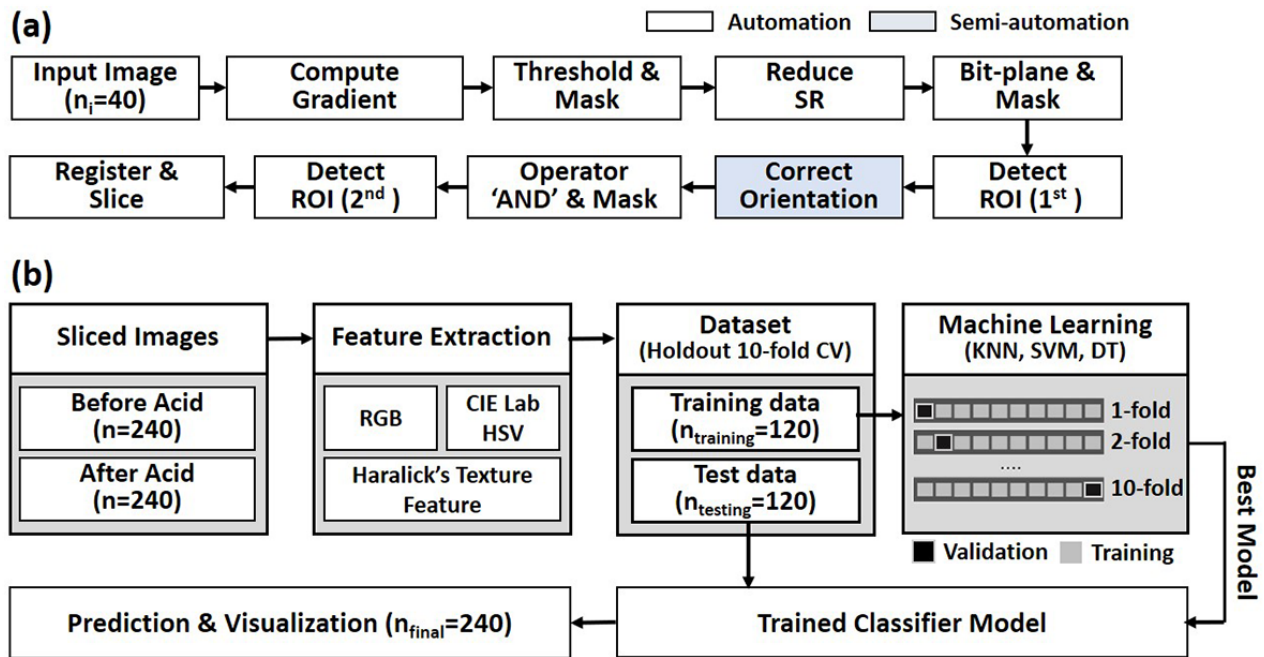 (a)
Automation
Semi-automation
Input Image
(nᵢ=40)
Compute
Gradient
Threshold &
Mask
Reduce
SR
Bit-plane &
Mask
Register &
Slice
Detect
ROI (2ⁿᵈ )
Operator
‘AND’ & Mask
Correct
Orientation
Detect
ROI (1ˢᵗ )
(b)
Sliced Images
Before Acid
(n=240)
After Acid
(n=240)
Feature Extraction
RGB
CIE Lab
HSV
Haralick’s Texture
Feature
Dataset
(Holdout 10-fold CV)
Training data
(n_training=120)
Test data
(n_testing=120)
Machine Learning
(KNN, SVM, DT)
1-fold
2-fold
....
10-fold
Validation
Training
Best Model
Prediction & Visualization (n_final=240)
Trained Classifier Model